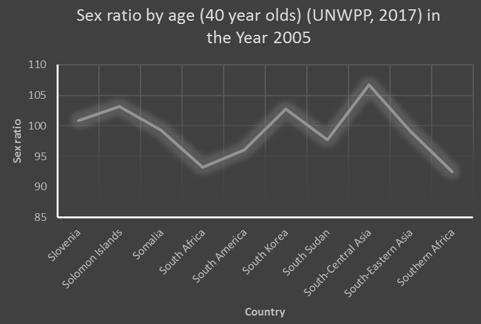 Sex ratio by age (40 year olds) (UNWPP, 2017) in
the Year 2005
110
105
100
95
90
85
Sex ratio
Slovenia
Solomon Islands
Somalia
South Africa
South America
South Korea
South Sudan
South-Central Asia
South-Eastern Asia
Southern Africa
Country